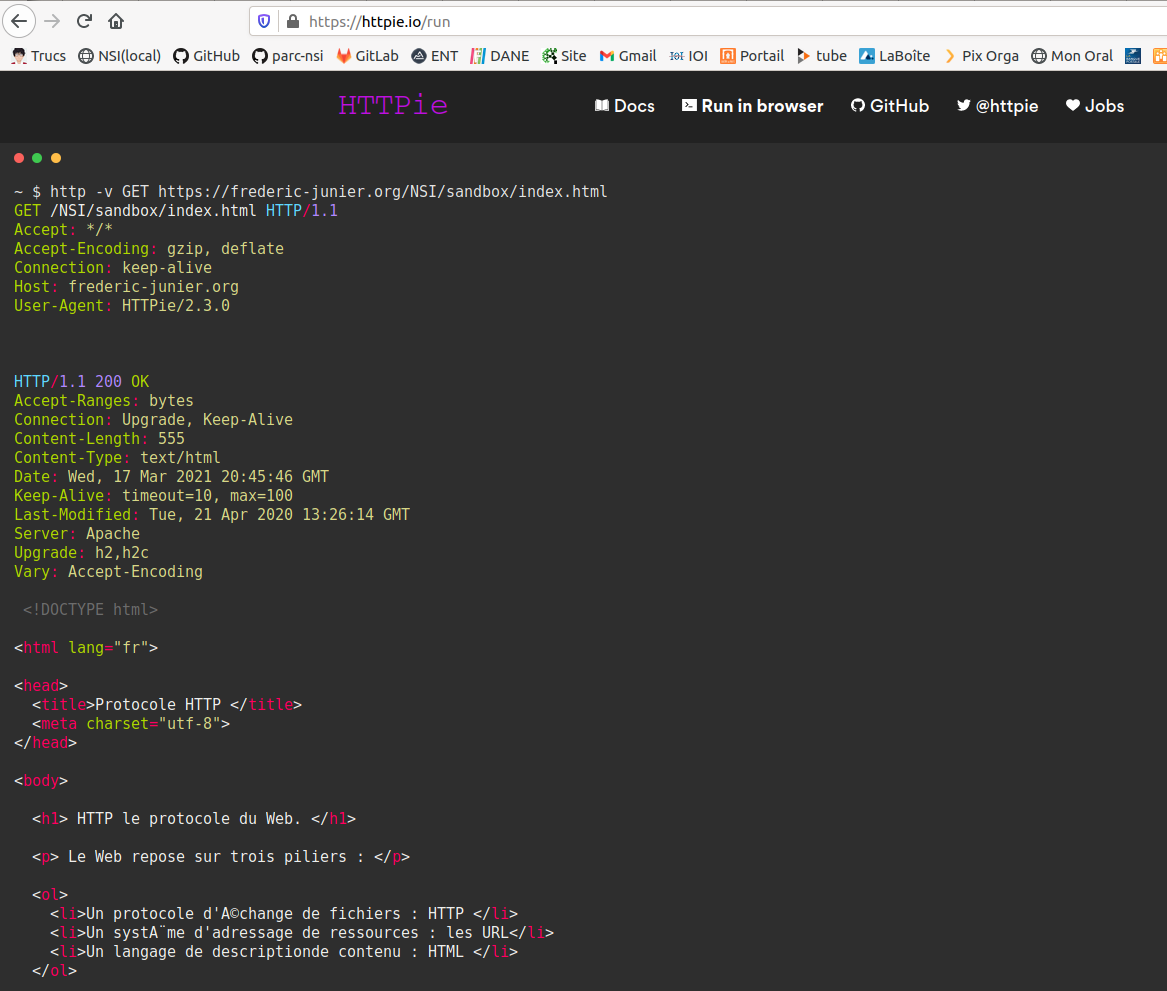 https://httpie.io/run
Trucs NSI(local) GitHub parc-nsi GitLab ENT DANE Site Gmail IOI IOI Portail tube LaBoîte Pix Orga Mon Oral
HTTPie Docs Run in browser GitHub @httpie Jobs
~ $ http -v GET https://frederic-junier.org/NSI/sandbox/index.html
GET /NSI/sandbox/index.html HTTP/1.1
Accept: */*
Accept-Encoding: gzip, deflate
Connection: keep-alive
Host: frederic-junier.org
User-Agent: HTTPie/2.3.0
HTTP/1.1 200 OK
Accept-Ranges: bytes
Connection: Upgrade, Keep-Alive
Content-Length: 555
Content-Type: text/html
Date: Wed, 17 Mar 2021 20:45:46 GMT
Keep-Alive: timeout=10, max=100
Last-Modified: Tue, 21 Apr 2020 13:26:14 GMT
Server: Apache
Upgrade: h2,h2c
Vary: Accept-Encoding
<!DOCTYPE html>
<html lang="fr">
<head>
<title>Protocole HTTP </title>
<meta charset="utf-8">
</head>
<body>
<h1> HTTP le protocole du Web. </h1>
<p> Le Web repose sur trois piliers : </p>
<ol>
<li>Un protocole d'Ã©change de fichiers : HTTP </li>
<li>Un systÃ¨me d'adressage de ressources : les URL</li>
<li>Un langage de descriptionde contenu : HTML </li>
</ol>